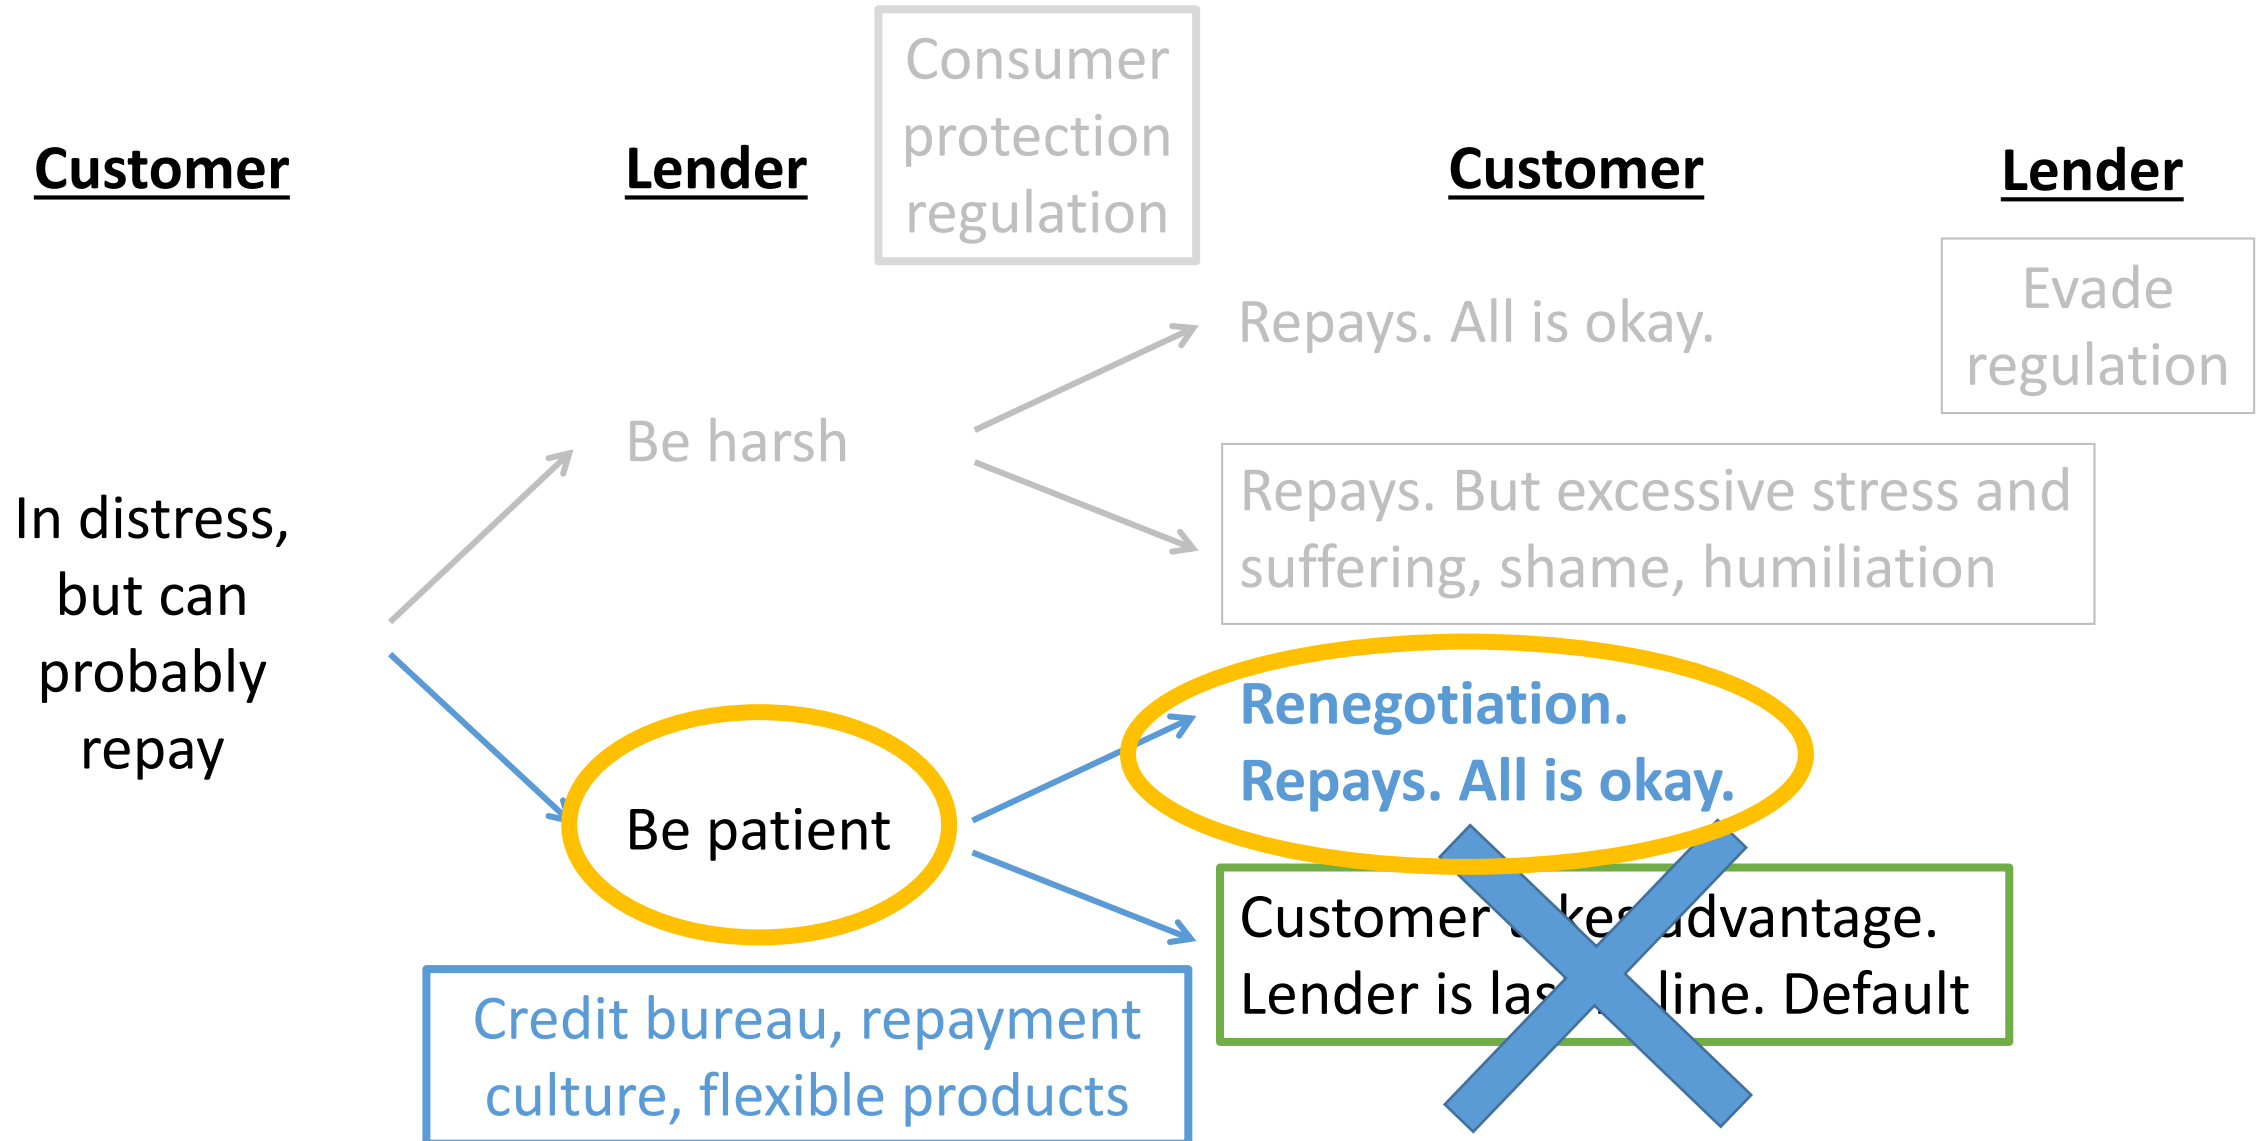 Consumer
protection
regulation
Customer
Lender
Customer
Lender
Evade
regulation
Repays. All is okay.
Be harsh
Repays. But excessive stress and
suffering, shame, humiliation
In distress,
but can
probably
repay
Renegotiation.
Repays. All is okay.
Be patient
Customer advantage.
Lender is line. Default
Credit bureau, repayment
culture, flexible products